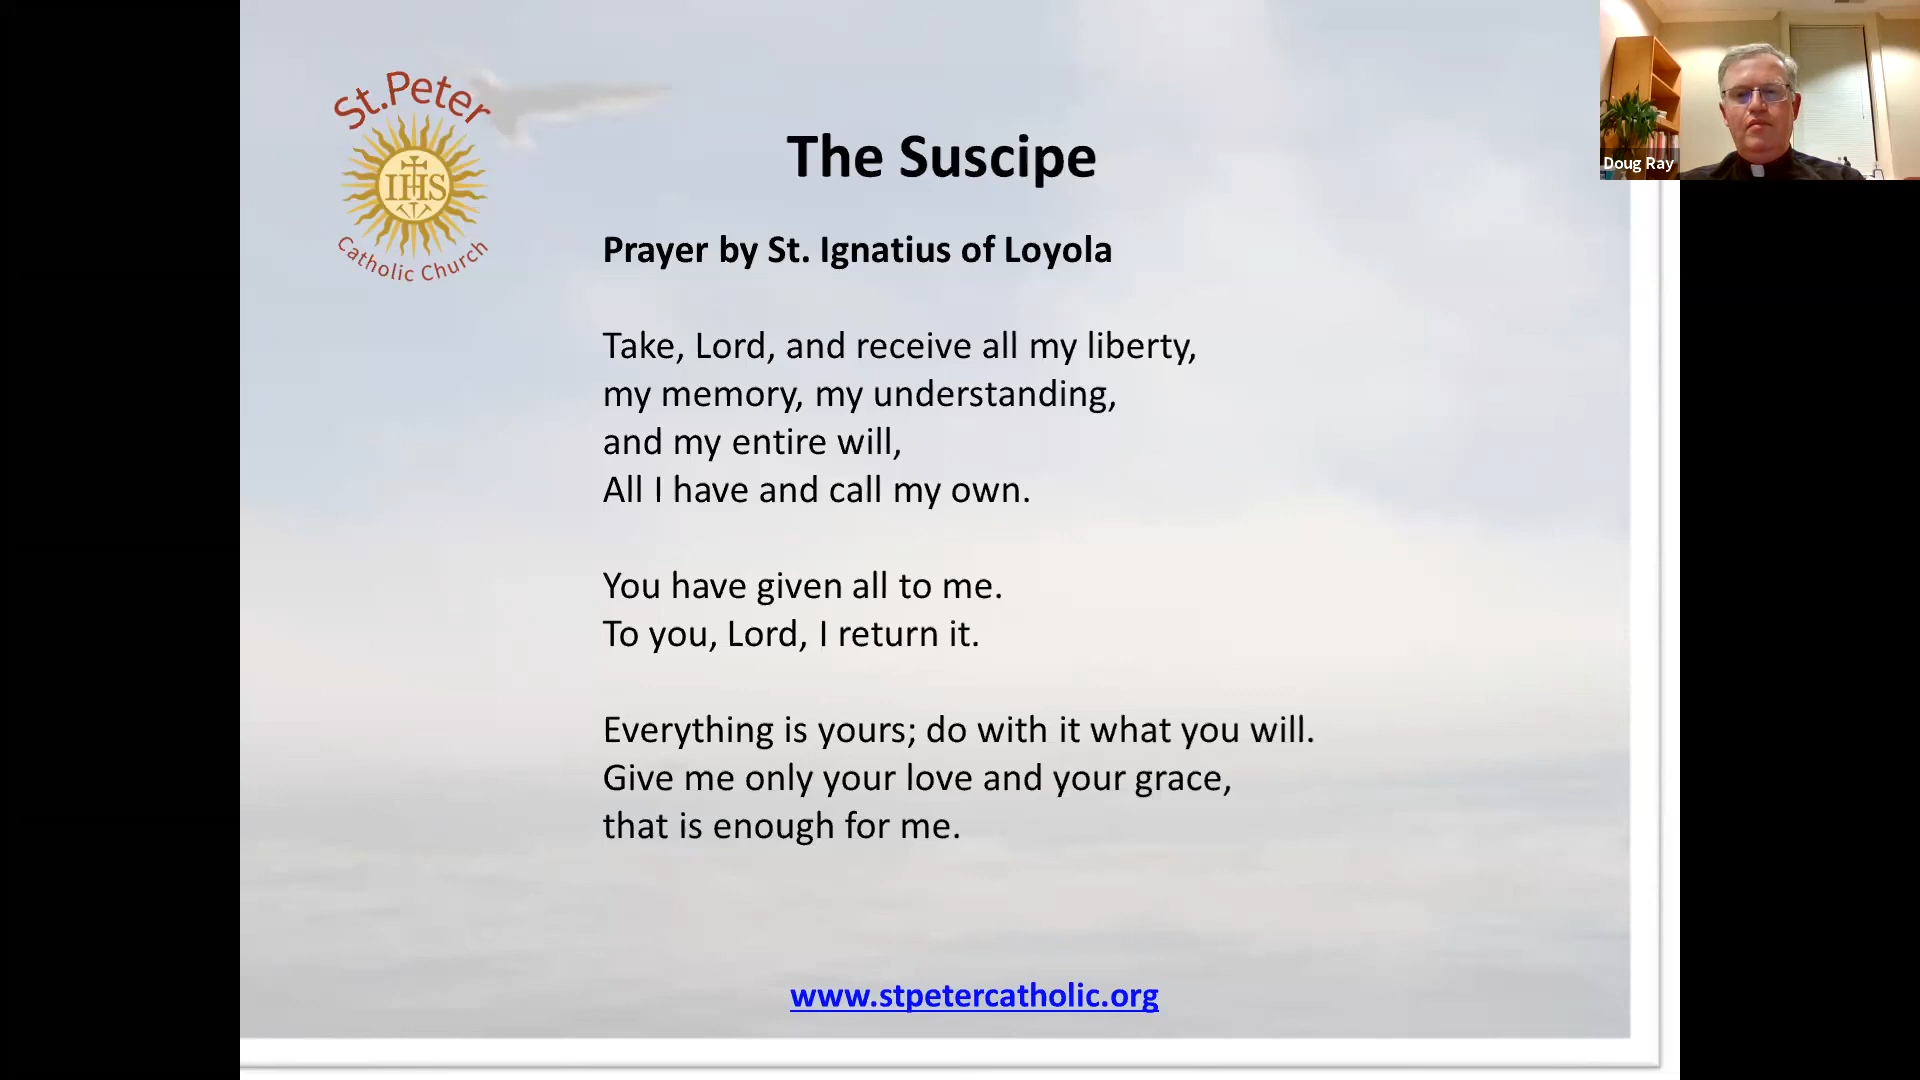 St.Peter
IHS
Catholic Church
The Suscipe
Prayer by St. Ignatius of Loyola
Take, Lord, and receive all my liberty,
my memory, my understanding,
and my entire will,
All I have and call my own.
You have given all to me.
To you, Lord, I return it.
Everything is yours; do with it what you will.
Give me only your love and your grace,
that is enough for me.
www.stpetercatholic.org
Doug Ray